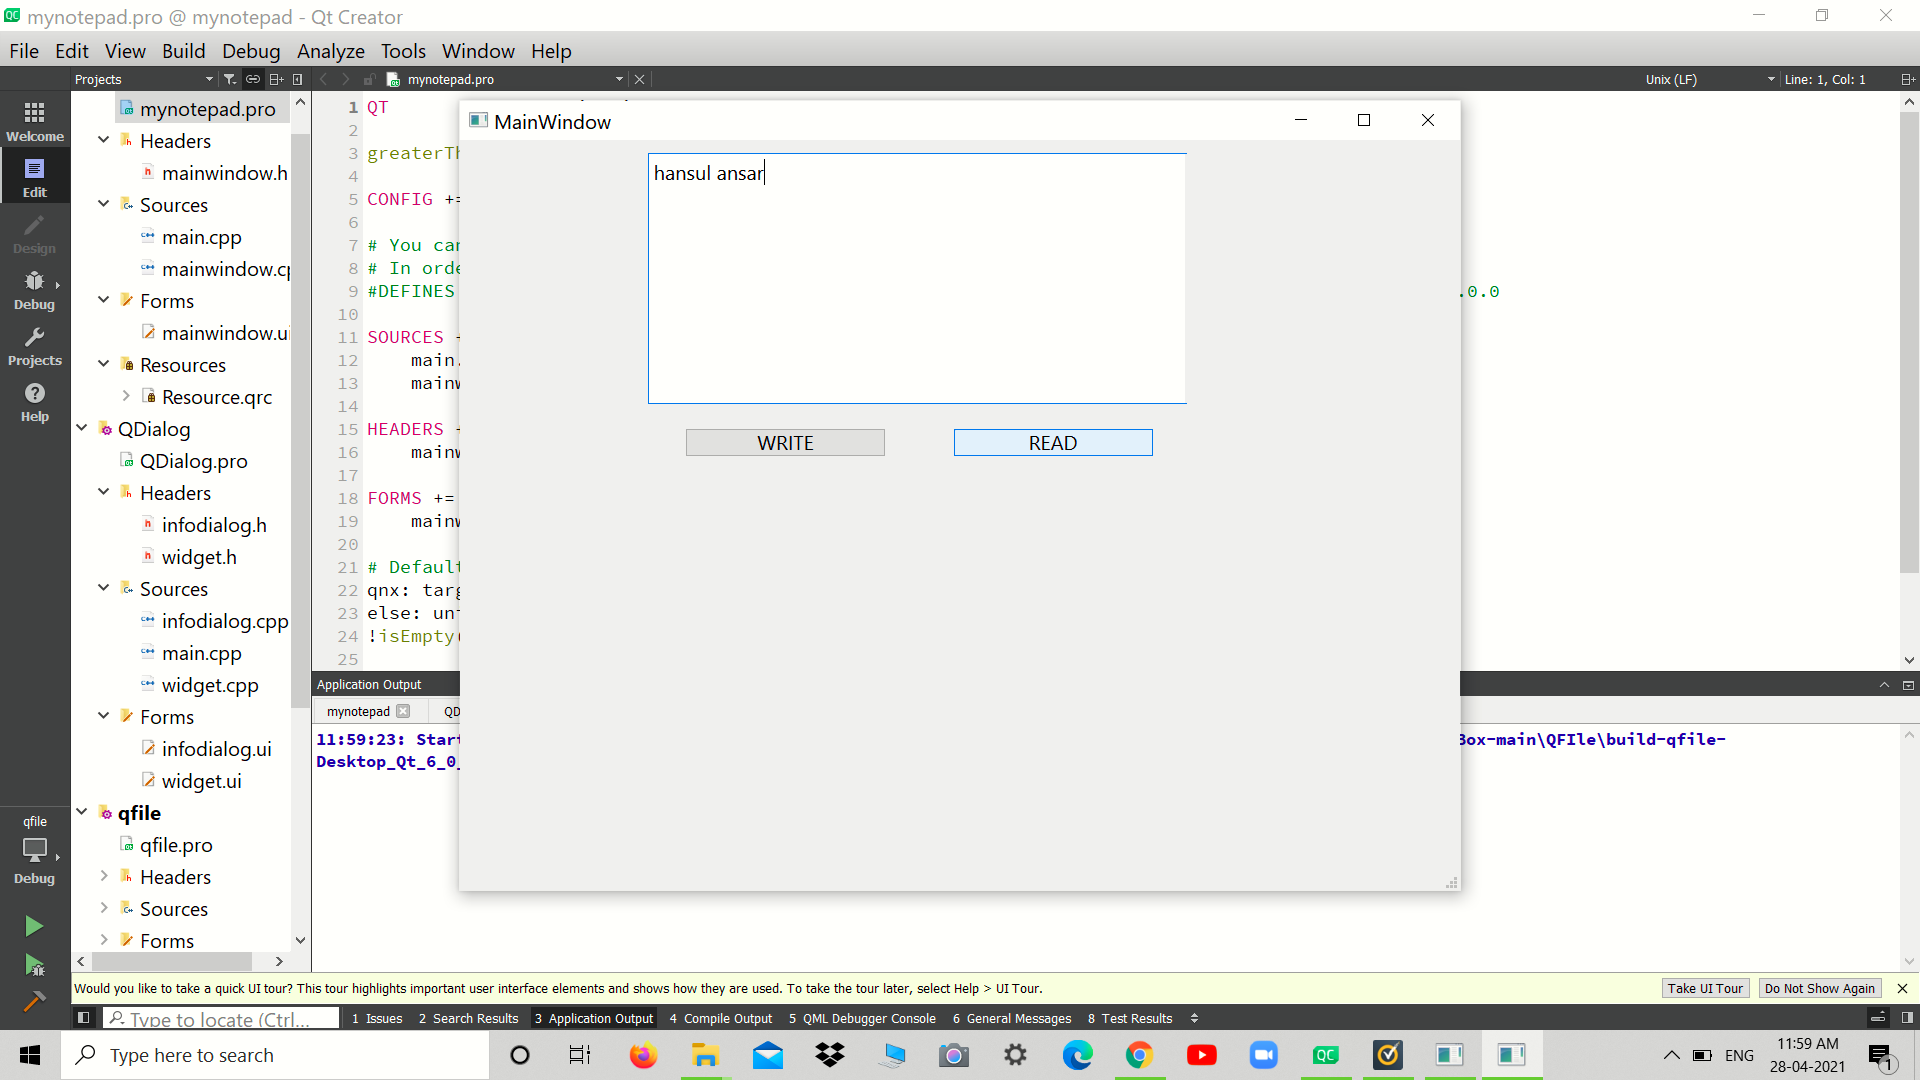 mynotepad.pro @ mynotepad - Qt Creator
File Edit View Build Debug Analyze Tools Window Help
Projects
mynotepad.pro
Unix (LF)
Line: 1, Col: 1
Welcome
Edit
Design
Debug
Projects
Help
qfile
Debug
mynotepad.pro
Headers
mainwindow.h
Sources
main.cpp
mainwindow.cp
Forms
mainwindow.ui
Resources
Resource.qrc
QDialog
QDialog.pro
Headers
infodialog.h
widget.h
Sources
infodialog.cpp
main.cpp
widget.cpp
Forms
infodialog.ui
widget.ui
qfile
qfile.pro
Headers
Sources
Forms
1 QT
2
3 greaterTh
4
5 CONFIG +=
6
7 # You can
8 # In orde
9 #DEFINES .0.0
10
11 SOURCES +
12 main.
13 mainw
14
15 HEADERS +
16 mainw
17
18 FORMS +=
19 mainw
20
21 # Default
22 qnx: targ
23 else: uni
24 !isEmpty(
25
MainWindow
hansul ansar
WRITE READ
Application Output
mynotepad QD
11:59:23: Start Box-main\QFIle\build-qfile-
Desktop_Qt_6_0_
Would you like to take a quick UI tour? This tour highlights important user interface elements and shows how they are used. To take the tour later, select Help > UI Tour.
Take UI Tour
Do Not Show Again
Type to locate (Ctrl...
1 Issues 2 Search Results 3 Application Output 4 Compile Output 5 QML Debugger Console 6 General Messages 8 Test Results
Type here to search
ENG
11:59 AM
28-04-2021
1